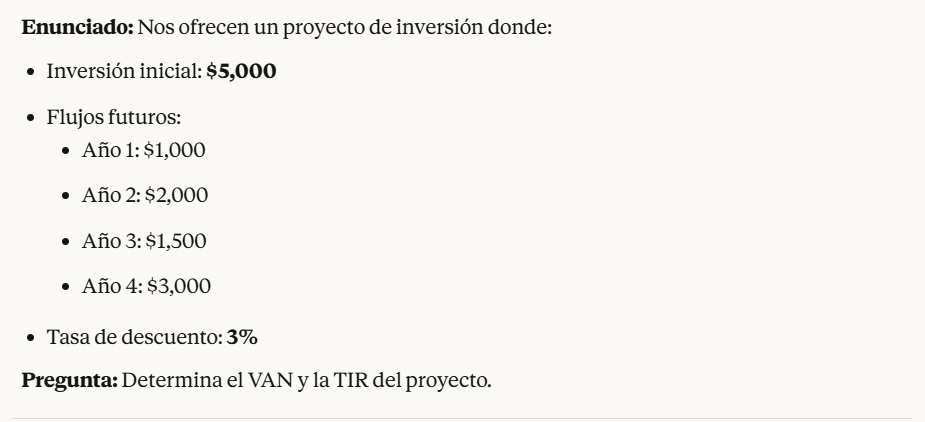 Enunciado: Nos ofrecen un proyecto de inversión donde:
• Inversión inicial: $5,000
• Flujos futuros:
• Año 1: $1,000
• Año 2: $2,000
• Año 3: $1,500
• Año 4: $3,000
• Tasa de descuento: 3%
Pregunta: Determina el VAN y la TIR del proyecto.